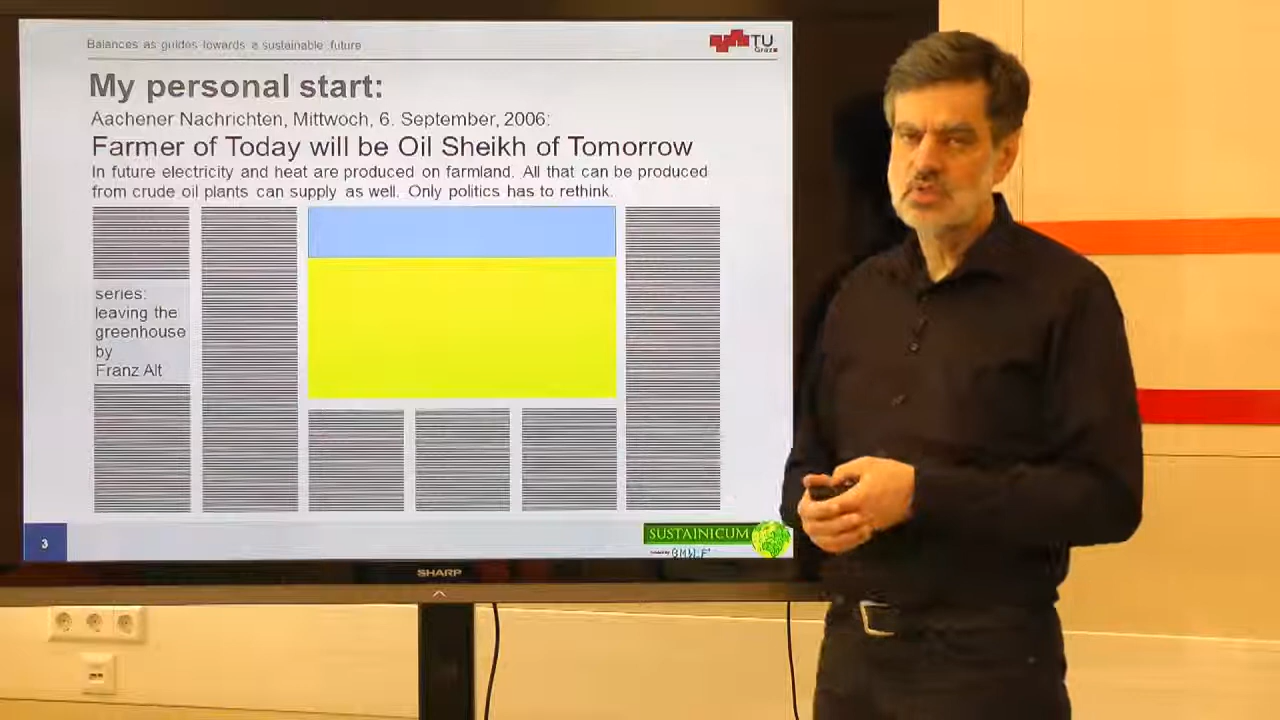 Balances as guides towards a sustainable future
TU
Graz
My personal start:
Aachener Nachrichten, Mittwoch, 6. September, 2006:
Farmer of Today will be Oil Sheikh of Tomorrow
In future electricity and heat are produced on farmland. All that can be produced
from crude oil plants can supply as well. Only politics has to rethink.
series:
leaving the
greenhouse
by
Franz Alt
3
SUSTAINICUM
BMWF
SHARP